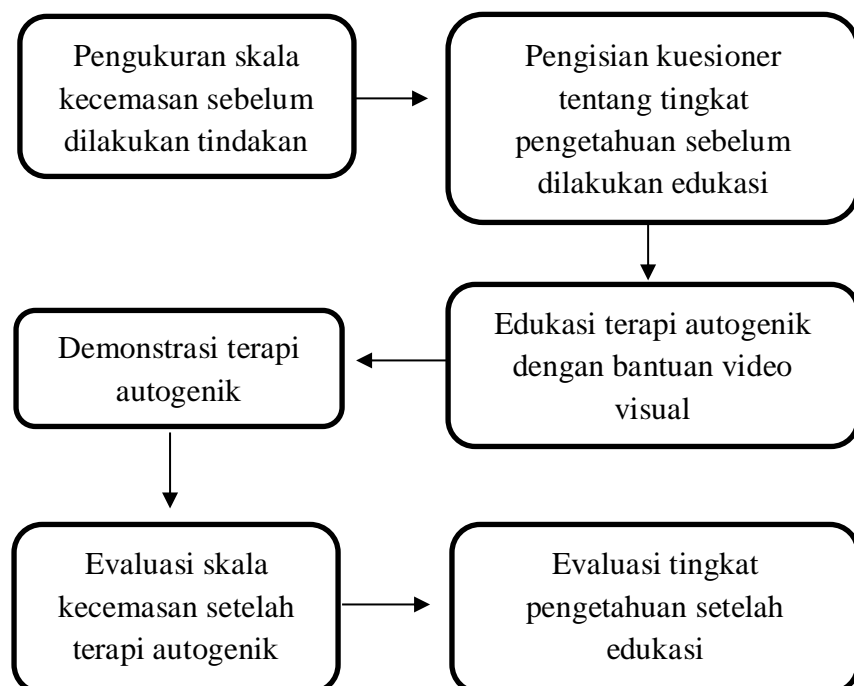 Pengukuran skala
kecemasan sebelum
dilakukan tindakan
Pengisian kuesioner
tentang tingkat
pengetahuan sebelum
dilakukan edukasi
Edukasi terapi autogenik
dengan bantuan video
visual
Demonstrasi terapi
autogenik
Evaluasi skala
kecemasan setelah
terapi autogenik
Evaluasi tingkat
pengetahuan setelah
edukasi